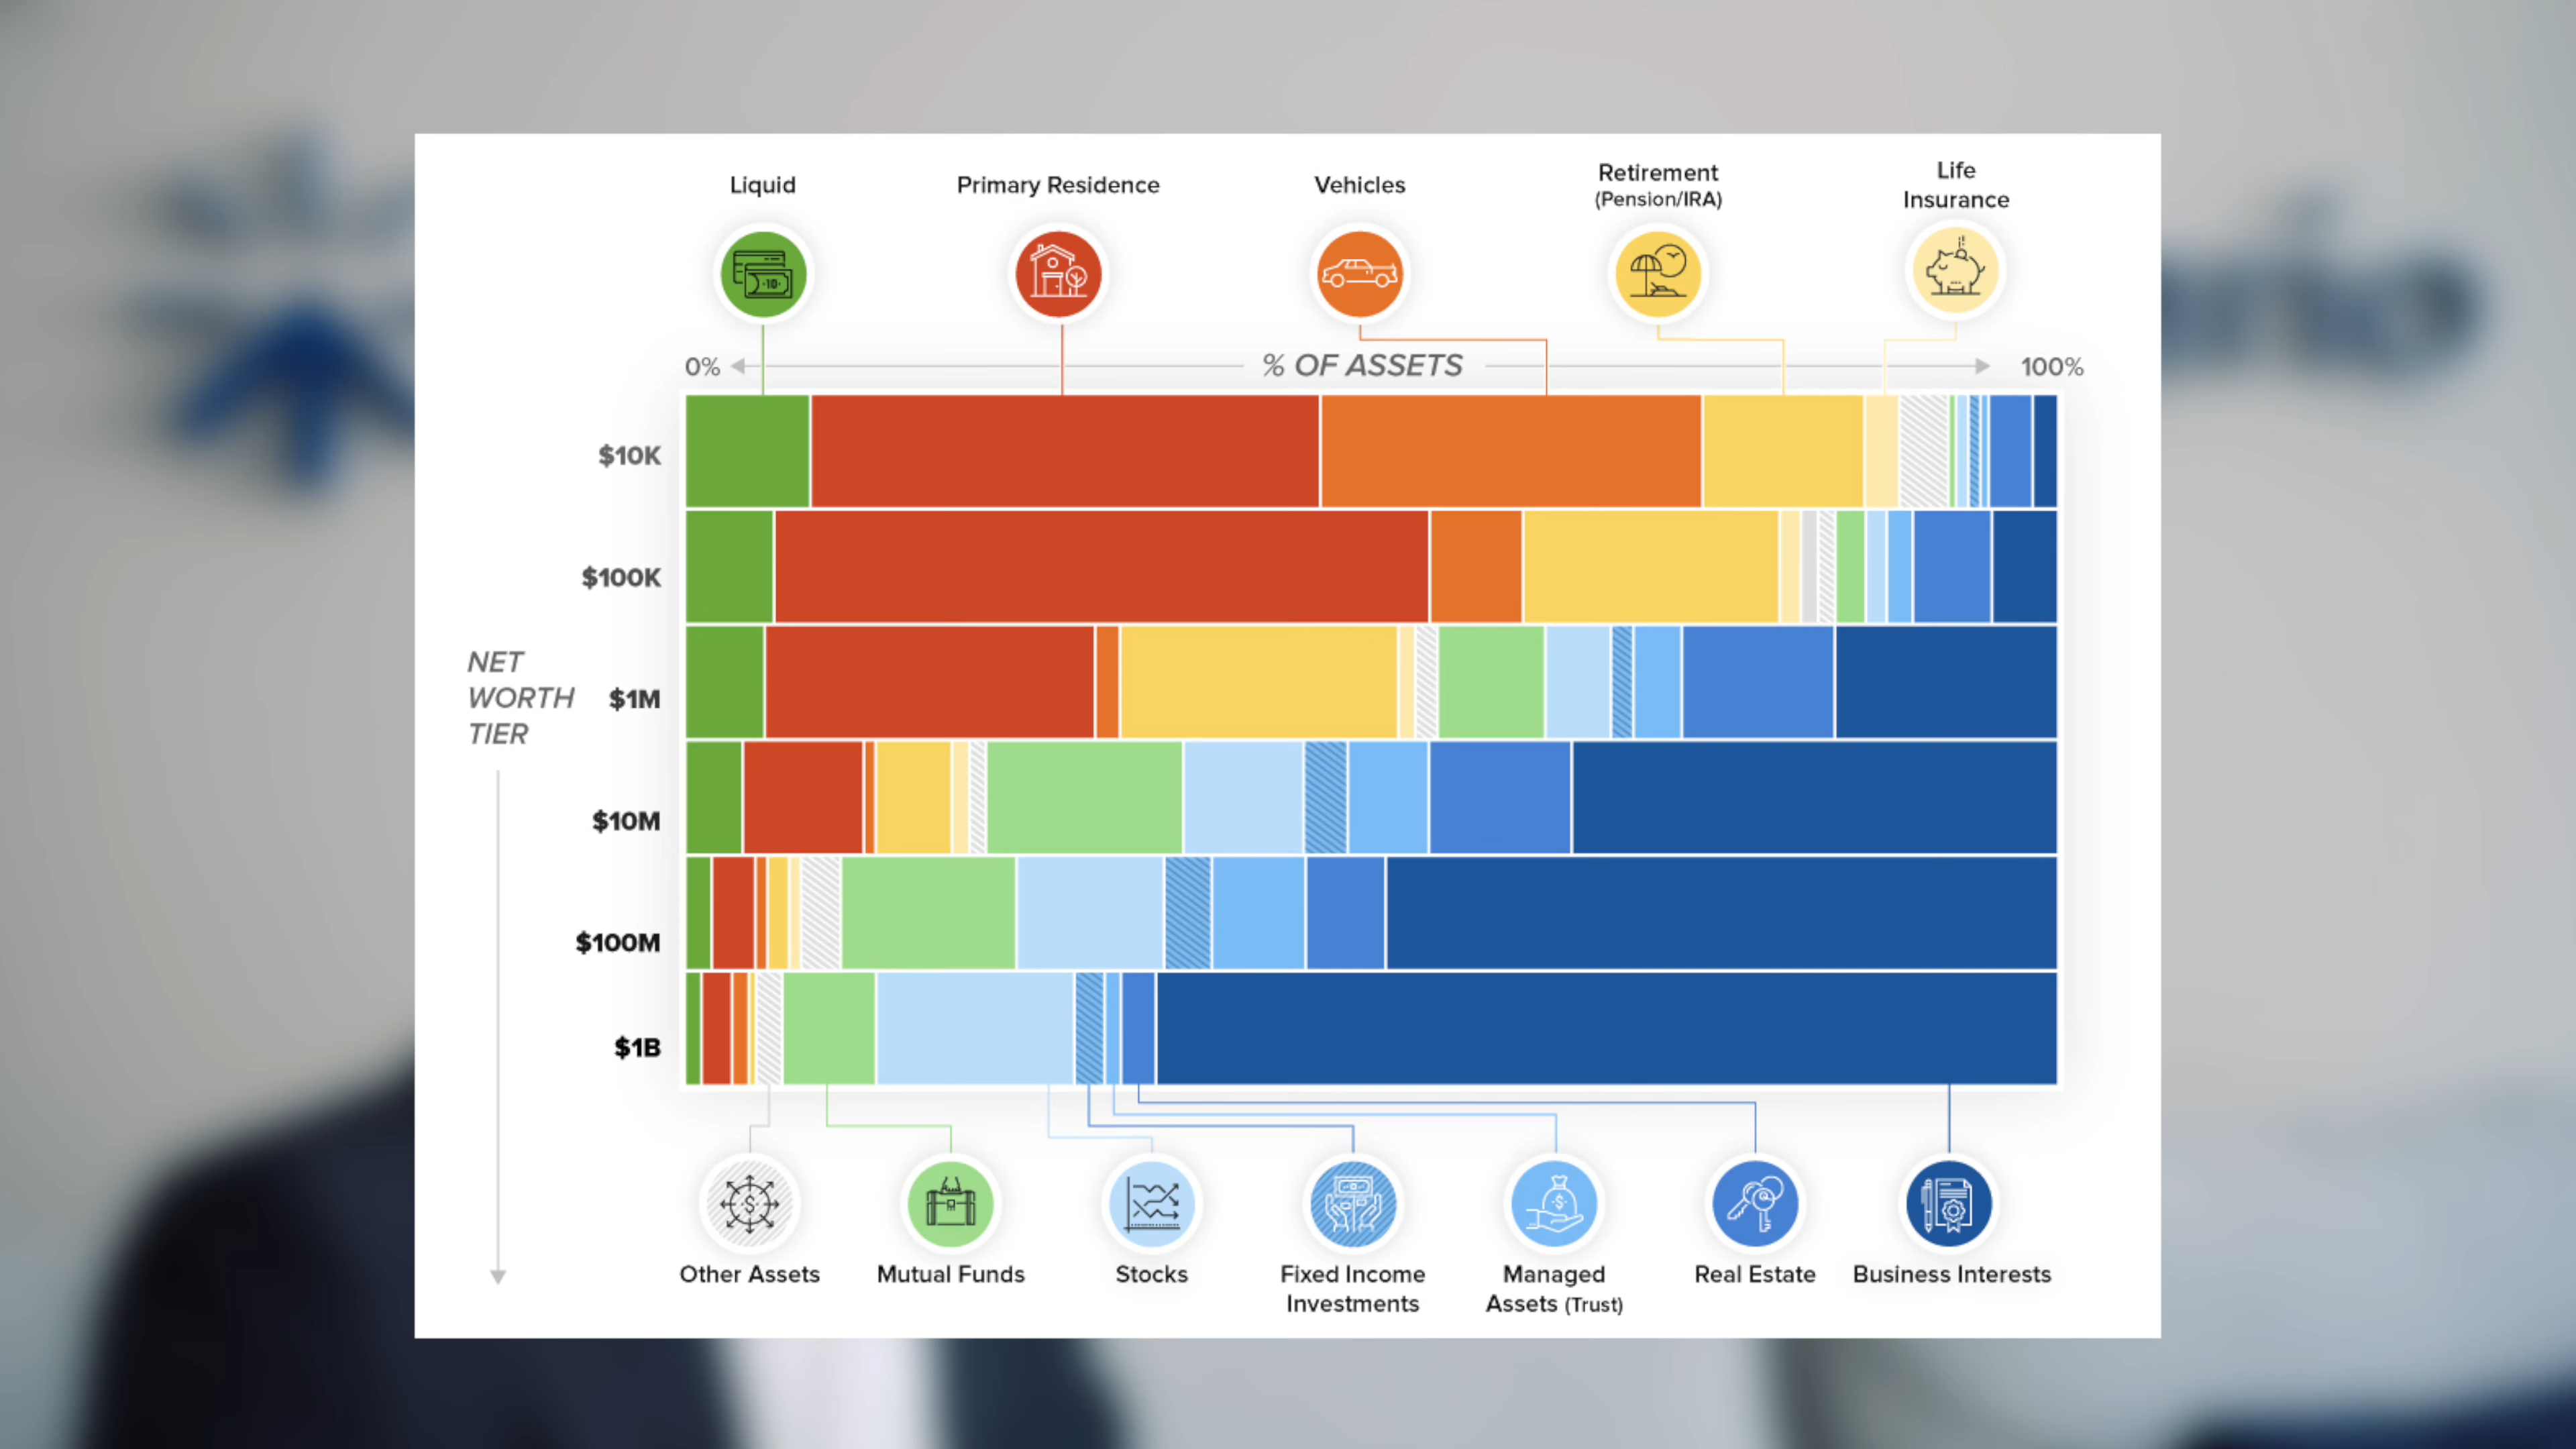 Liquid
Primary Residence
Vehicles
Retirement
(Pension/IRA)
Life
Insurance
0%
% OF ASSETS
100%
$10K
$100K
NET
WORTH
TIER
$1M
$10M
$100M
$1B
Other Assets
Mutual Funds
Stocks
Fixed Income
Investments
Managed
Assets (Trust)
Real Estate
Business Interests